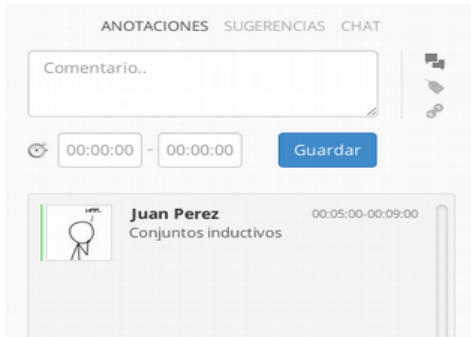 ANOTACIONES SUGERENCIAS CHAT
Comentario..
00:00:00 - 00:00:00 Guardar
Juan Perez 00:05:00-00:09:00
Conjuntos inductivos